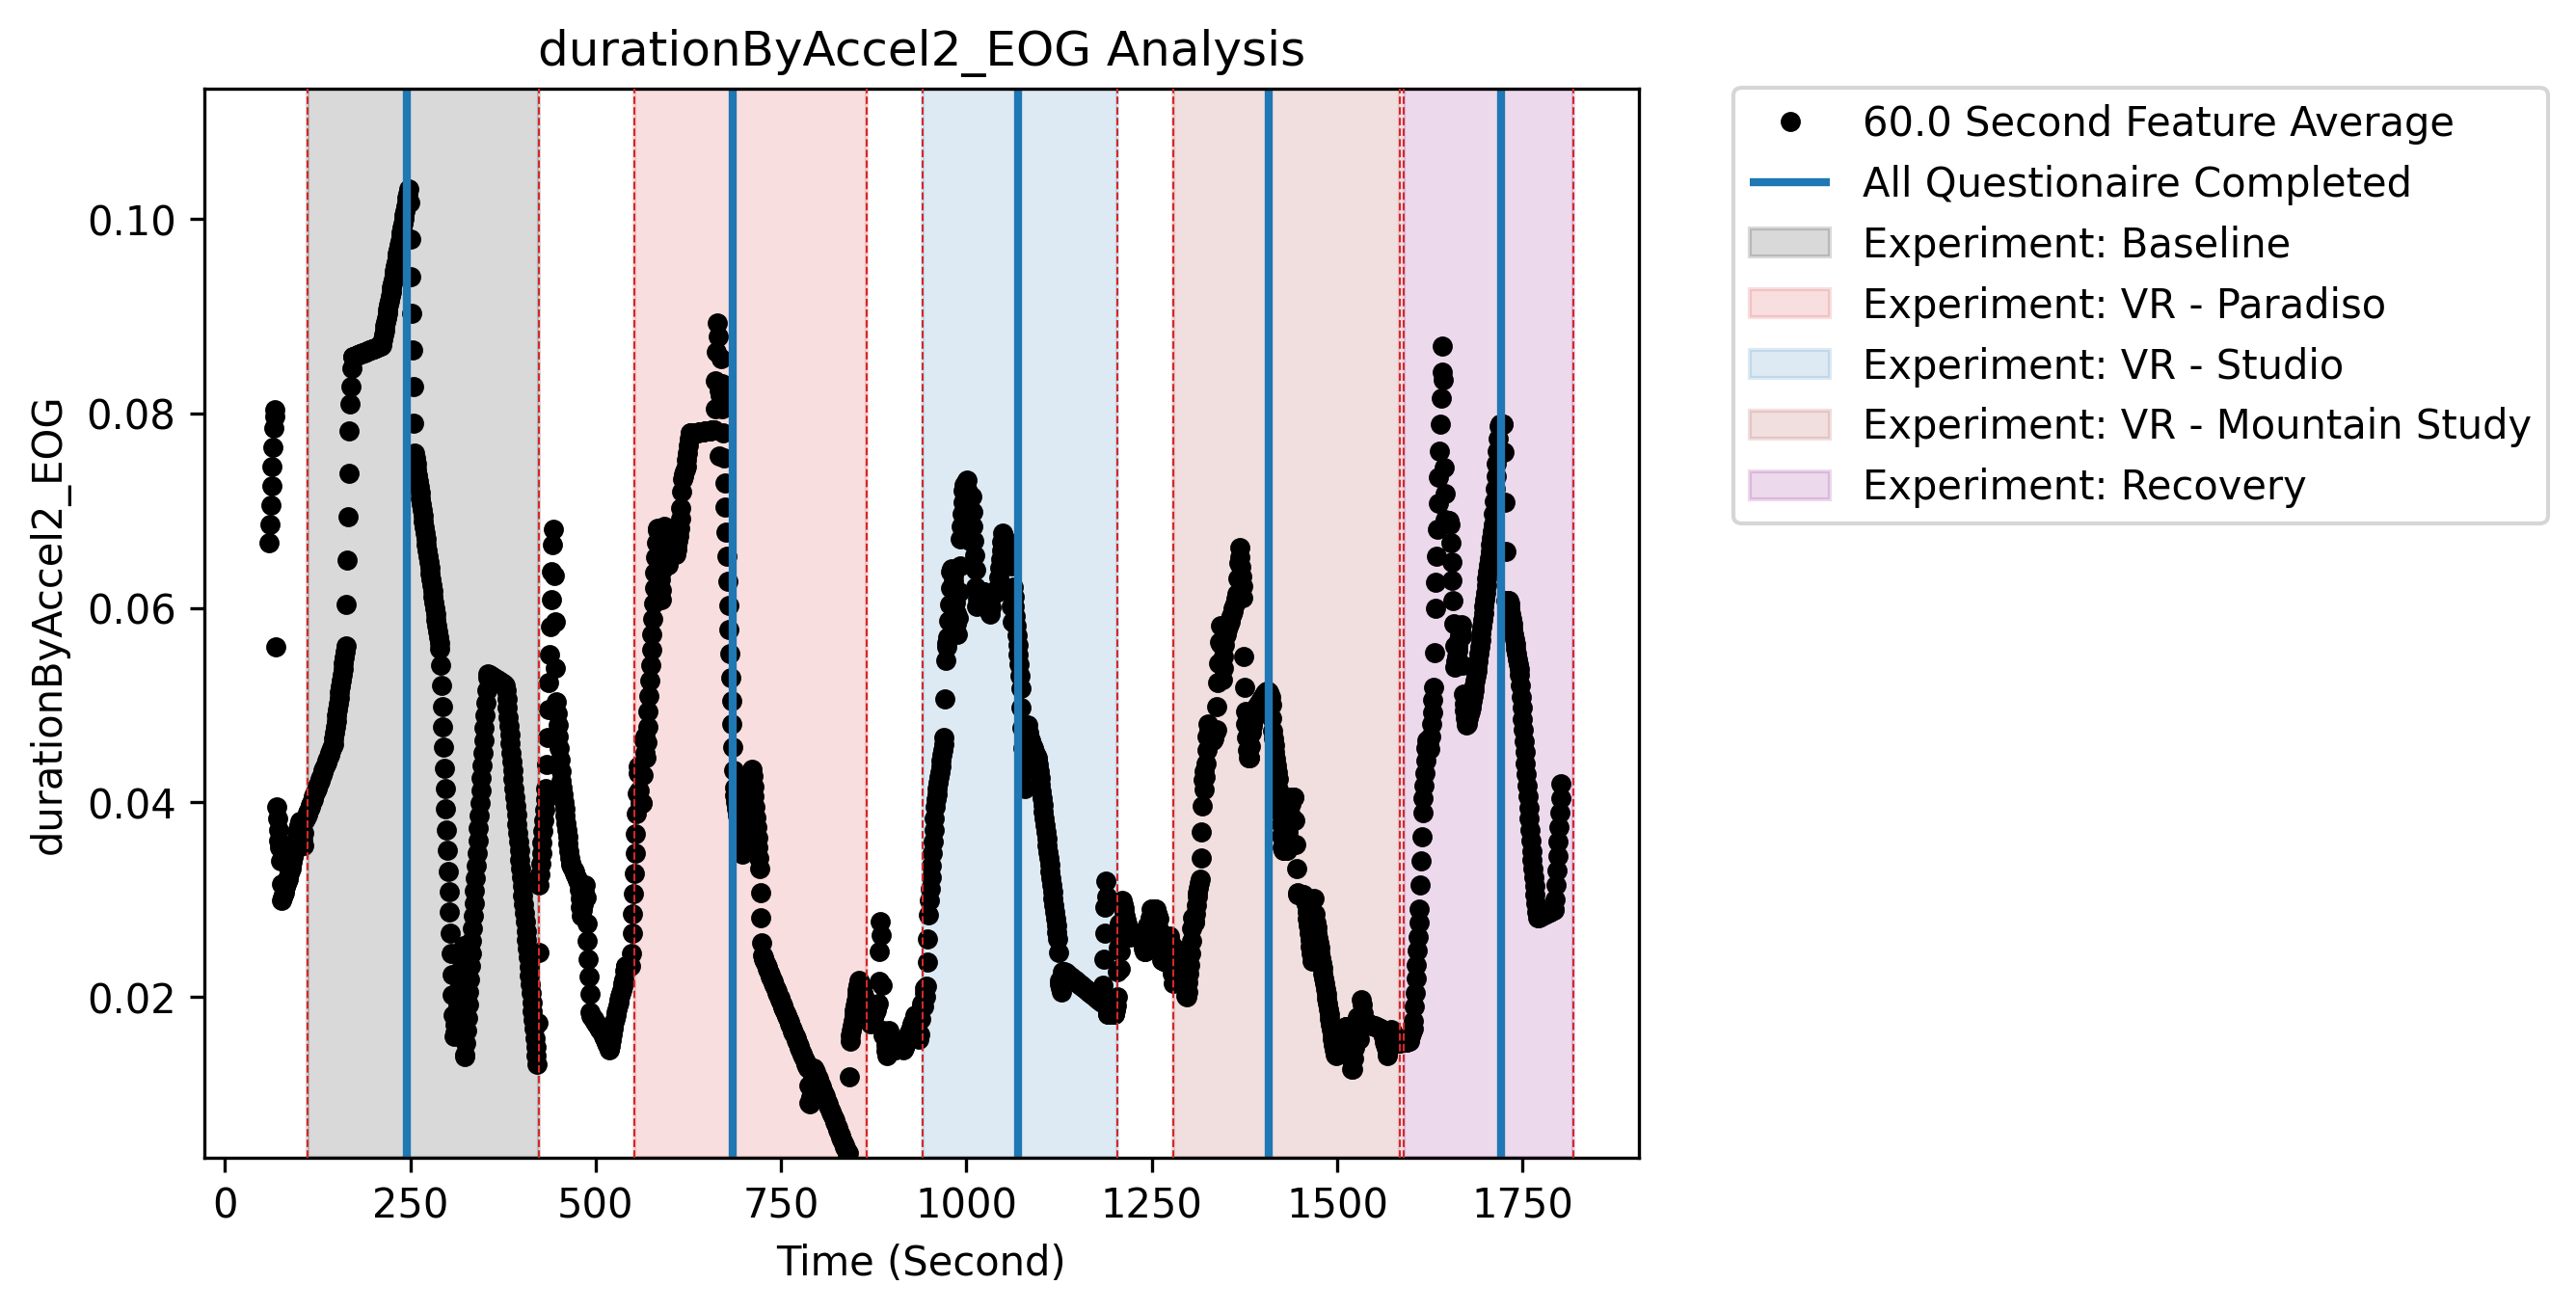 durationByAccel2_EOG Analysis
durationByAccel2_EOG
0.10
0.08
0.06
0.04
0.02
0 250 500 750 1000 1250 1500 1750
Time (Second)
60.0 Second Feature Average
All Questionaire Completed
Experiment: Baseline
Experiment: VR - Paradiso
Experiment: VR - Studio
Experiment: VR - Mountain Study
Experiment: Recovery